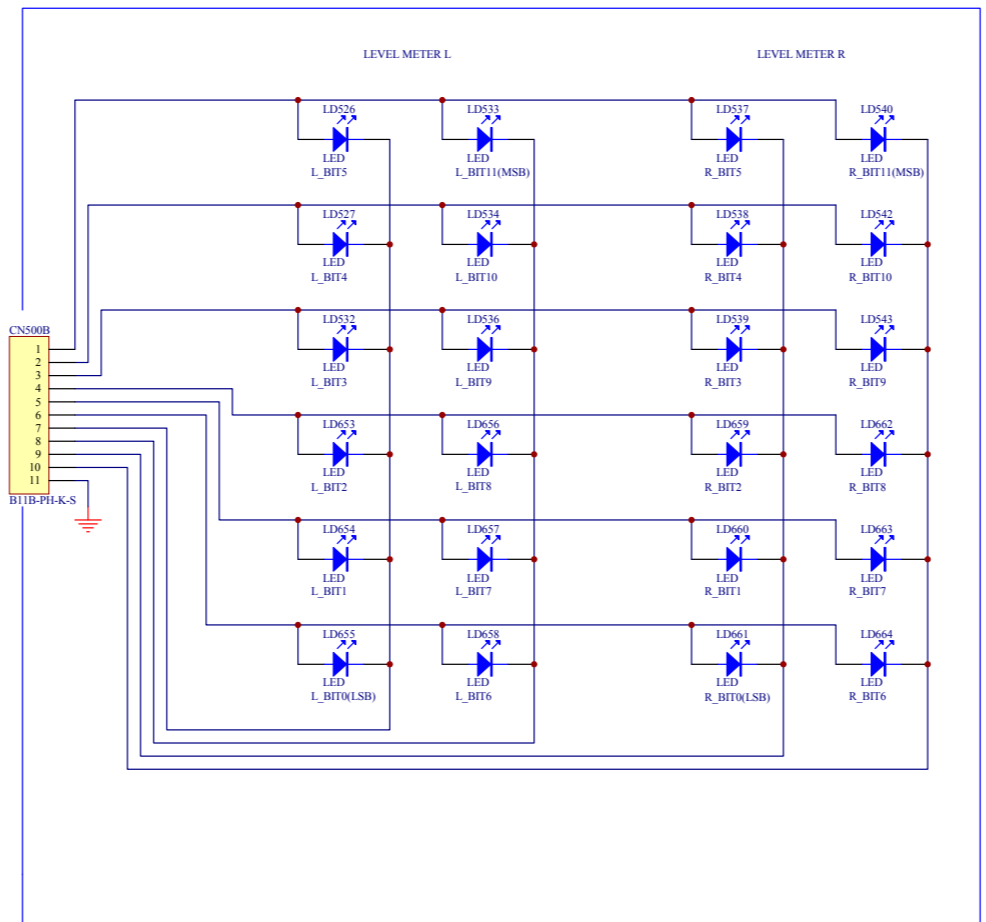 LEVEL METER L
LEVEL METER R
LD526
LED
L_BIT5
LD533
LED
L_BIT11(MSB)
LD537
LED
R_BIT5
LD540
LED
R_BIT11(MSB)
LD527
LED
L_BIT4
LD534
LED
L_BIT10
LD538
LED
R_BIT4
LD542
LED
R_BIT10
LD532
LED
L_BIT3
LD536
LED
L_BIT9
LD539
LED
R_BIT3
LD543
LED
R_BIT9
CN500B
1
2
3
4
5
6
7
8
9
10
11
B11B-PH-K-S
LD653
LED
L_BIT2
LD656
LED
L_BIT8
LD659
LED
R_BIT2
LD662
LED
R_BIT8
LD654
LED
L_BIT1
LD657
LED
L_BIT7
LD660
LED
R_BIT1
LD663
LED
R_BIT7
LD655
LED
L_BIT0(LSB)
LD658
LED
L_BIT6
LD661
LED
R_BIT0(LSB)
LD664
LED
R_BIT6